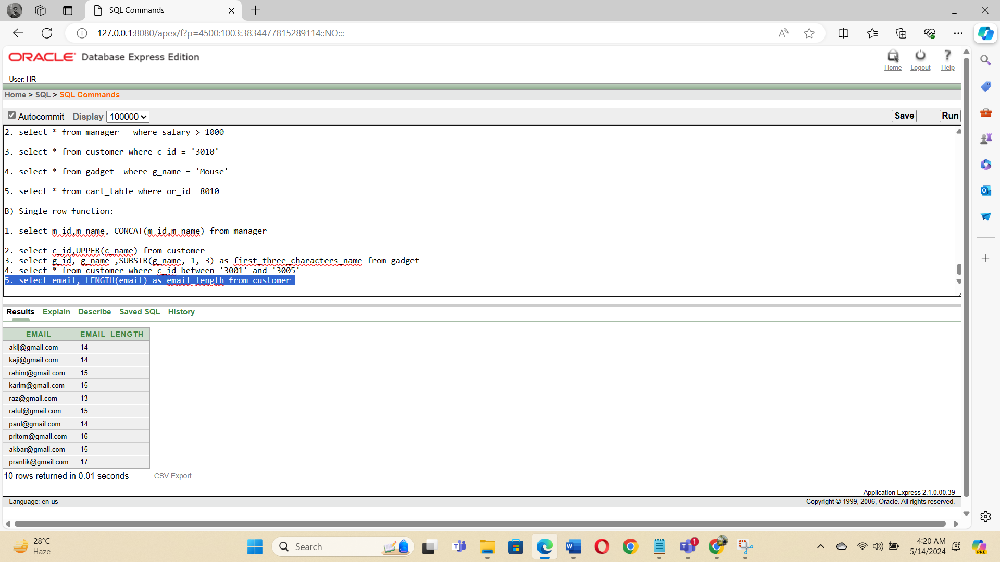 SQL Commands
127.0.0.1:8080/apex/f?p=4500:1003:3834477815289114::NO:::
ORACLE Database Express Edition
Home Logout Help
User: HR
Home > SQL > SQL Commands
Autocommit Display 100000 Save Run
2. select * from manager   where salary > 1000
3. select * from customer where c_id = '3010'
4. select * from gadget  where g_name = 'Mouse'
5. select * from cart_table where or_id= 8010
B) Single row function:
1. select m_id,m_name, CONCAT(m_id,m_name) from manager
2. select c_id,UPPER(c_name) from customer
3. select g_id, g_name ,SUBSTR(g_name, 1, 3) as first_three_characters_name from gadget
4. select * from customer where c_id between '3001' and '3005'
5. select email, LENGTH(email) as email_length from customer
Results Explain Describe Saved SQL History
EMAIL EMAIL_LENGTH
akij@gmail.com 14
kaji@gmail.com 14
rahim@gmail.com 15
karim@gmail.com 15
raz@gmail.com 13
ratul@gmail.com 15
paul@gmail.com 14
pritom@gmail.com 16
akbar@gmail.com 15
prantik@gmail.com 17
10 rows returned in 0.01 seconds CSV Export
Application Express 2.1.0.00.39
Language: en-us Copyright © 1999, 2006, Oracle. All rights reserved.
28°C
Haze
Search
1
4:20 AM
5/14/2024
PRE